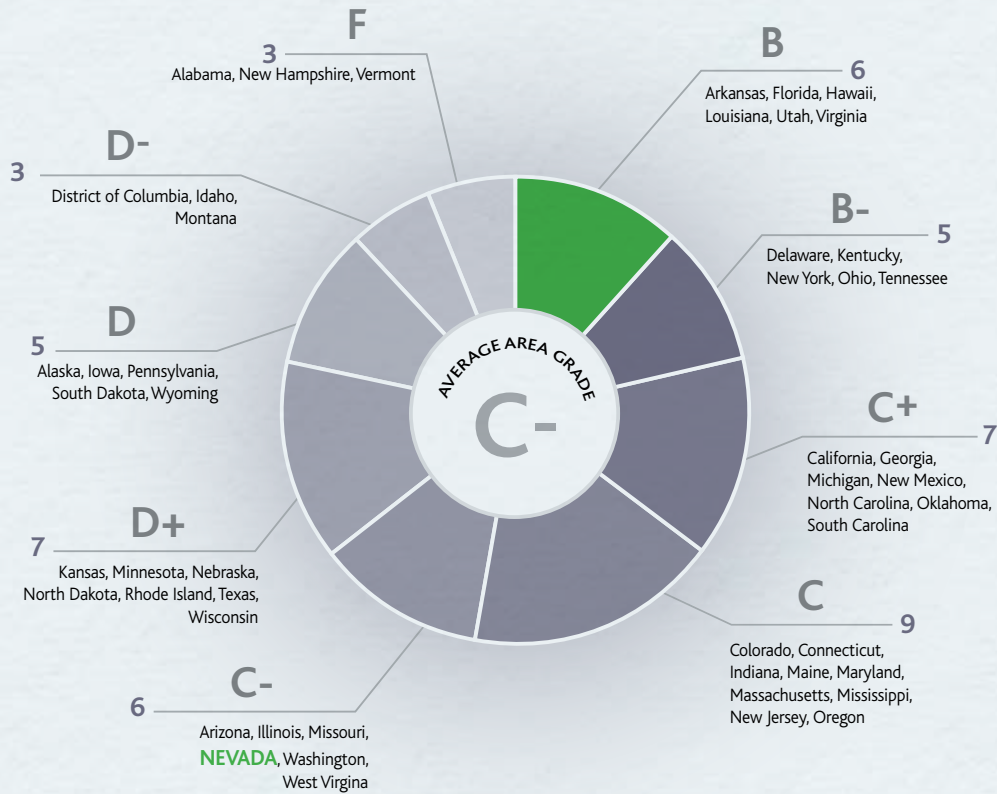 F
3
Alabama, New Hampshire, Vermont
B
6
Arkansas, Florida, Hawaii,
Louisiana, Utah, Virginia
D-
3
District of Columbia, Idaho,
Montana
B-
5
Delaware, Kentucky,
New York, Ohio, Tennessee
D
5
Alaska, Iowa, Pennsylvania,
South Dakota, Wyoming
AVERAGE AREA GRADE
C-
C+
7
California, Georgia,
Michigan, New Mexico,
North Carolina, Oklahoma,
South Carolina
D+
7
Kansas, Minnesota, Nebraska,
North Dakota, Rhode Island, Texas,
Wisconsin
C
9
Colorado, Connecticut,
Indiana, Maine, Maryland,
Massachusetts, Mississippi,
New Jersey, Oregon
C-
6
Arizona, Illinois, Missouri,
NEVADA, Washington,
West Virgina